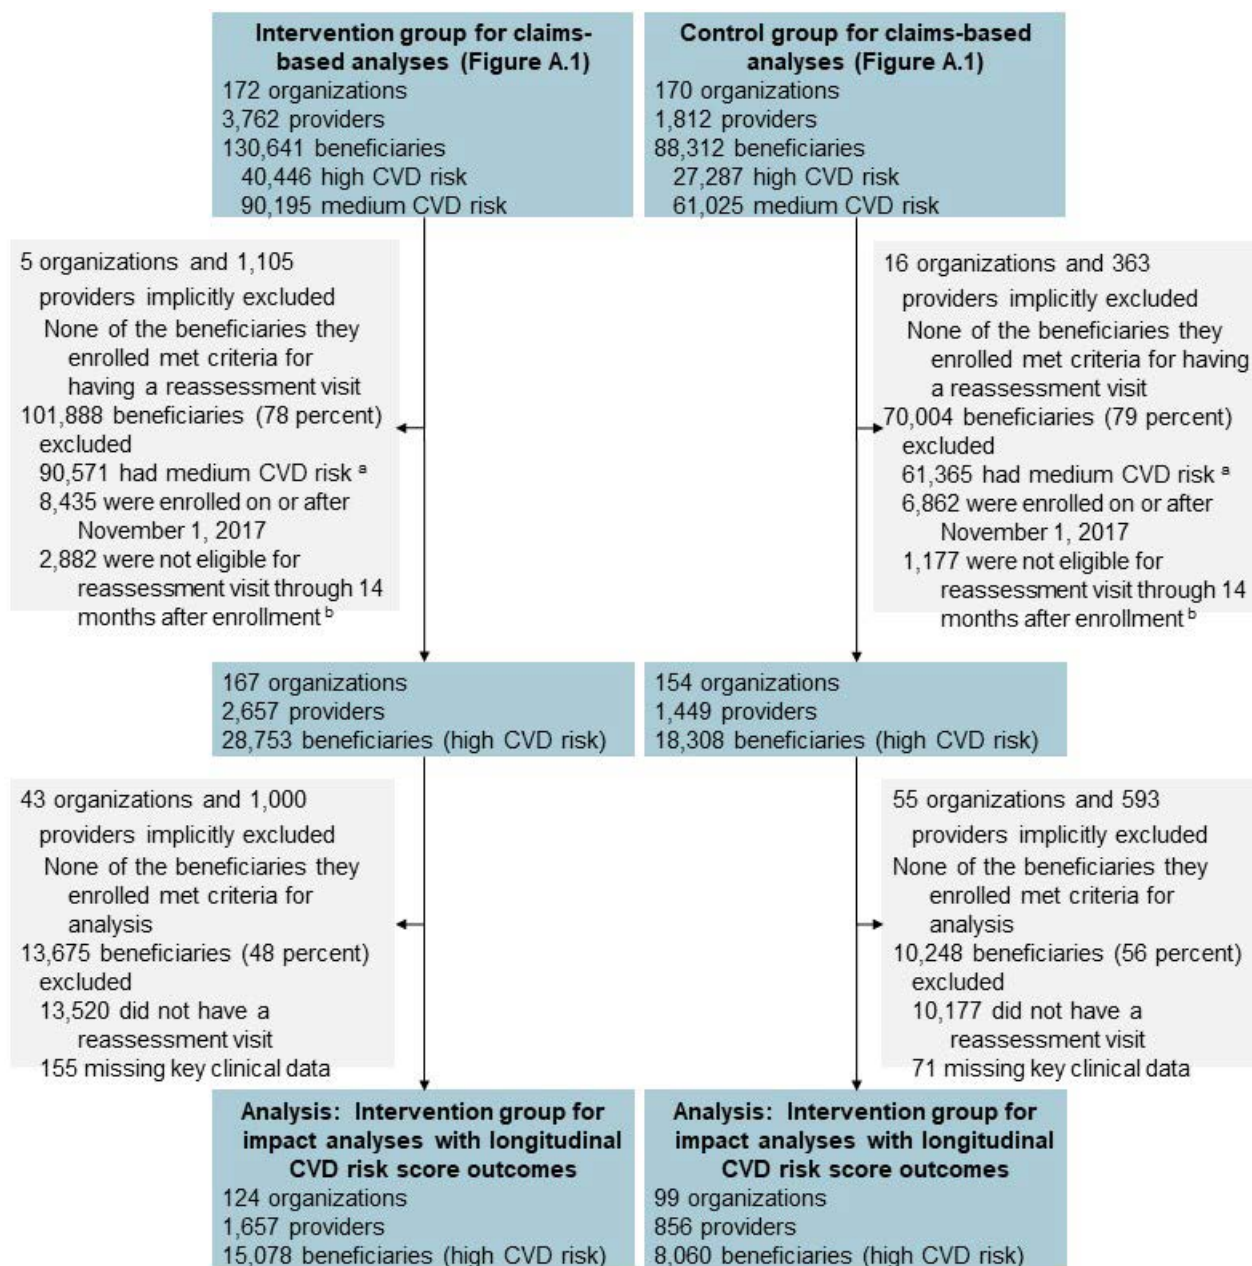 Intervention group for claims-
based analyses (Figure A.1)
172 organizations
3,762 providers
130,641 beneficiaries
40,446 high CVD risk
90,195 medium CVD risk
Control group for claims-based
analyses (Figure A.1)
170 organizations
1,812 providers
88,312 beneficiaries
27,287 high CVD risk
61,025 medium CVD risk
5 organizations and 1,105
providers implicitly excluded
None of the beneficiaries they
enrolled met criteria for
having a reassessment visit
101,888 beneficiaries (78 percent)
excluded
90,571 had medium CVD risk ᵃ
8,435 were enrolled on or after
November 1, 2017
2,882 were not eligible for
reassessment visit through 14
months after enrollment ᵇ
16 organizations and 363
providers implicitly excluded
None of the beneficiaries they
enrolled met criteria for having
a reassessment visit
70,004 beneficiaries (79 percent)
excluded
61,365 had medium CVD risk ᵃ
6,862 were enrolled on or after
November 1, 2017
1,177 were not eligible for
reassessment visit through 14
months after enrollment ᵇ
167 organizations
2,657 providers
28,753 beneficiaries (high CVD risk)
154 organizations
1,449 providers
18,308 beneficiaries (high CVD risk)
43 organizations and 1,000
providers implicitly excluded
None of the beneficiaries they
enrolled met criteria for
analysis
13,675 beneficiaries (48 percent)
excluded
13,520 did not have a
reassessment visit
155 missing key clinical data
55 organizations and 593
providers implicitly excluded
None of the beneficiaries they
enrolled met criteria for
analysis
10,248 beneficiaries (56 percent)
excluded
10,177 did not have a
reassessment visit
71 missing key clinical data
Analysis: Intervention group for
impact analyses with longitudinal
CVD risk score outcomes
124 organizations
1,657 providers
15,078 beneficiaries (high CVD risk)
Analysis: Intervention group for
impact analyses with longitudinal
CVD risk score outcomes
99 organizations
856 providers
8,060 beneficiaries (high CVD risk)